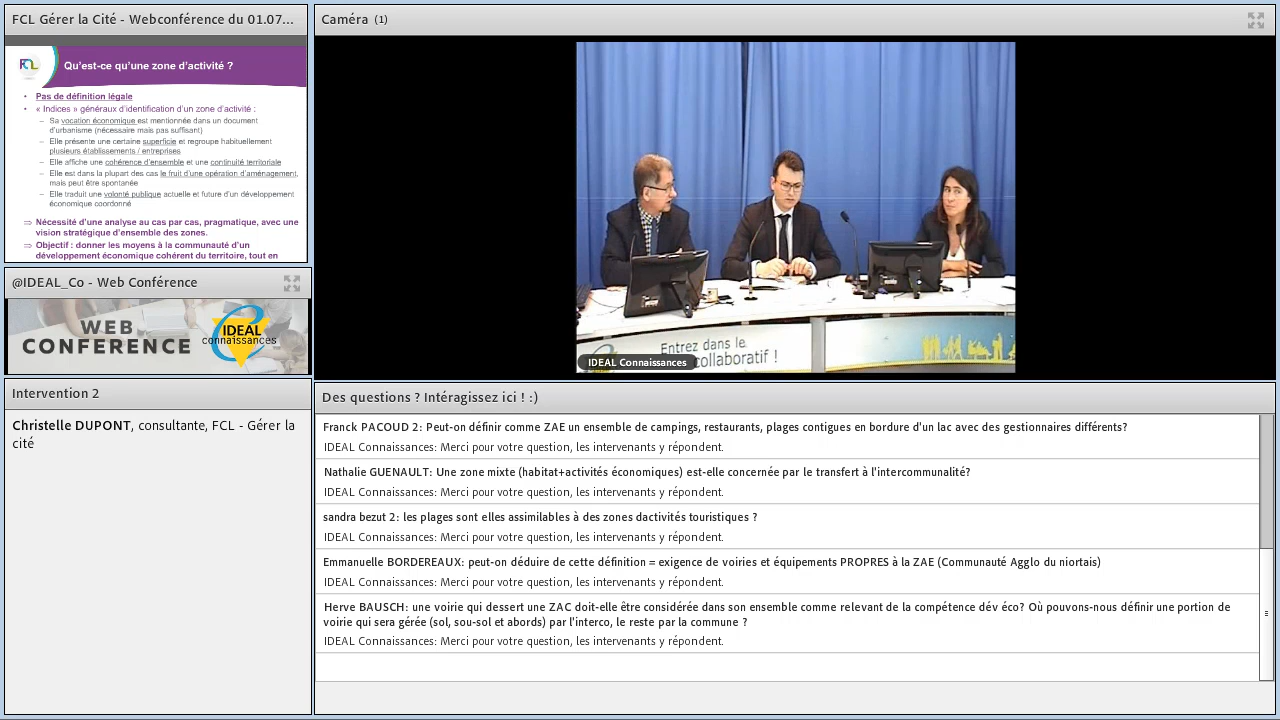 FCL Gérer la Cité - Webconférence du 01.07...
FCL
Qu'est-ce qu'une zone d'activité ?
• Pas de définition légale
• « Indices » généraux d'identification d'un zone d'activité :
– Sa vocation économique est mentionnée dans un document
d'urbanisme (nécessaire mais pas suffisant)
– Elle présente une certaine superficie et regroupe habituellement
plusieurs établissements / entreprises
– Elle affiche une cohérence d'ensemble et une continuité territoriale
– Elle est dans la plupart des cas le fruit d'une opération d'aménagement,
mais peut être spontanée
– Elle traduit une volonté publique actuelle et future d'un développement
économique coordonné
⇒ Nécessité d'une analyse au cas par cas, pragmatique, avec une
vision stratégique d'ensemble des zones.
⇒ Objectif : donner les moyens à la communauté d'un
développement économique cohérent du territoire, tout en
@IDEAL_Co - Web Conférence
WEB
CONFERENCE
IDEAL
connaissances
Intervention 2
Christelle DUPONT, consultante, FCL - Gérer la
cité
Caméra (1)
Entrez dans le
collaboratif !
IDEAL Connaissances
Des questions ? Intéragissez ici ! :)
Franck PACOUD 2: Peut-on définir comme ZAE un ensemble de campings, restaurants, plages contigues en bordure d'un lac avec des gestionnaires différents?
IDEAL Connaissances: Merci pour votre question, les intervenants y répondent.
Nathalie GUENAULT: Une zone mixte (habitat+activités économiques) est-elle concernée par le transfert à l'intercommunalité?
IDEAL Connaissances: Merci pour votre question, les intervenants y répondent.
sandra bezut 2: les plages sont elles assimilables à des zones dactivités touristiques ?
IDEAL Connaissances: Merci pour votre question, les intervenants y répondent.
Emmanuelle BORDEREAUX: peut-on déduire de cette définition = exigence de voiries et équipements PROPRES à la ZAE (Communauté Agglo du niortais)
IDEAL Connaissances: Merci pour votre question, les intervenants y répondent.
Herve BAUSCH: une voirie qui dessert une ZAC doit-elle être considérée dans son ensemble comme relevant de la compétence dév éco? Où pouvons-nous définir une portion de
voirie qui sera gérée (sol, sou-sol et abords) par l'interco, le reste par la commune ?
IDEAL Connaissances: Merci pour votre question, les intervenants y répondent.